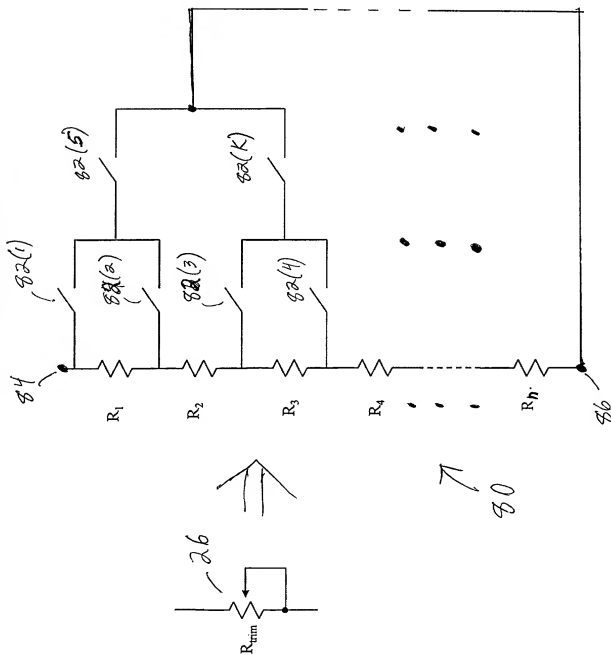 84
82(1)
82(2)
82(3)
82(4)
82(5)
82(K)
R1
R2
R3
R4
Rn
86
80
26
Rtrim